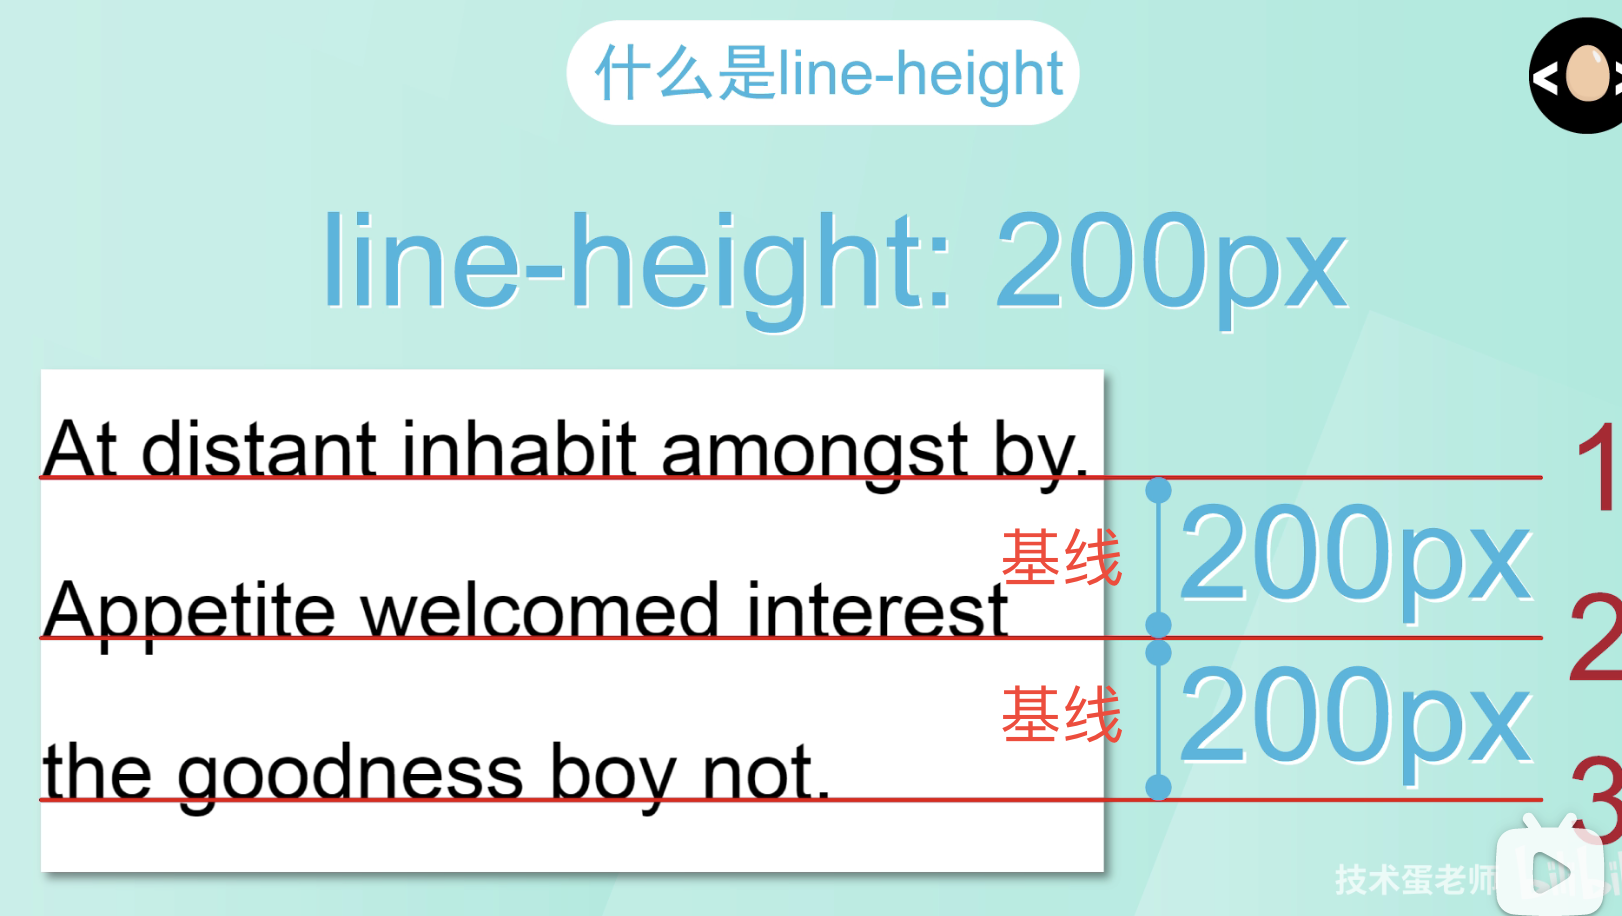 什么是line-height
< >
line-height: 200px
At distant inhabit amongst by.
1
基线
200px
Appetite welcomed interest
2
基线
200px
the goodness boy not.
3
技术蛋老师
bilibili